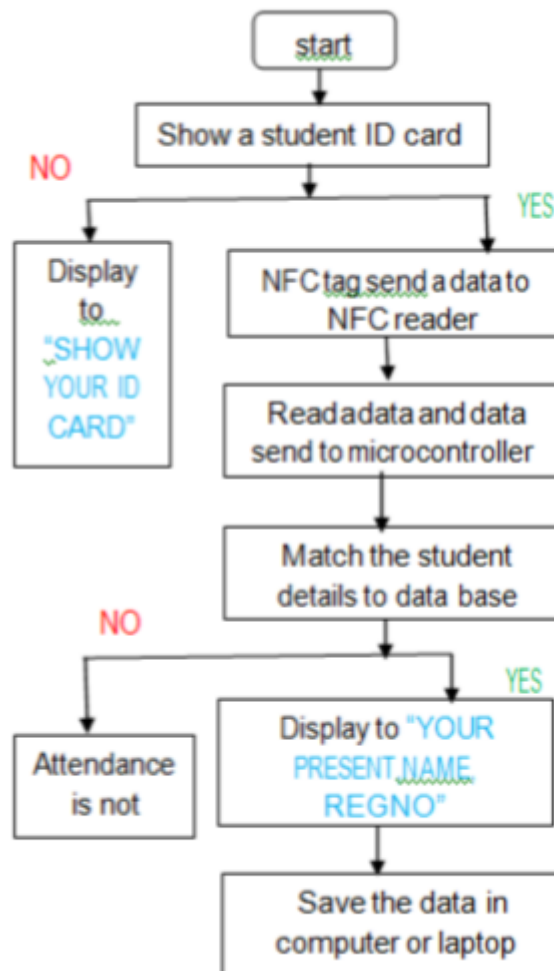 start
Show a student ID card
NO
YES
Display
to
"SHOW
YOUR ID
CARD"
NFC tag send a data to
NFC reader
Read a data and data
send to microcontroller
Match the student
details to data base
NO
YES
Attendance
is not
Display to "YOUR
PRESENT NAME
REGNO"
Save the data in
computer or laptop